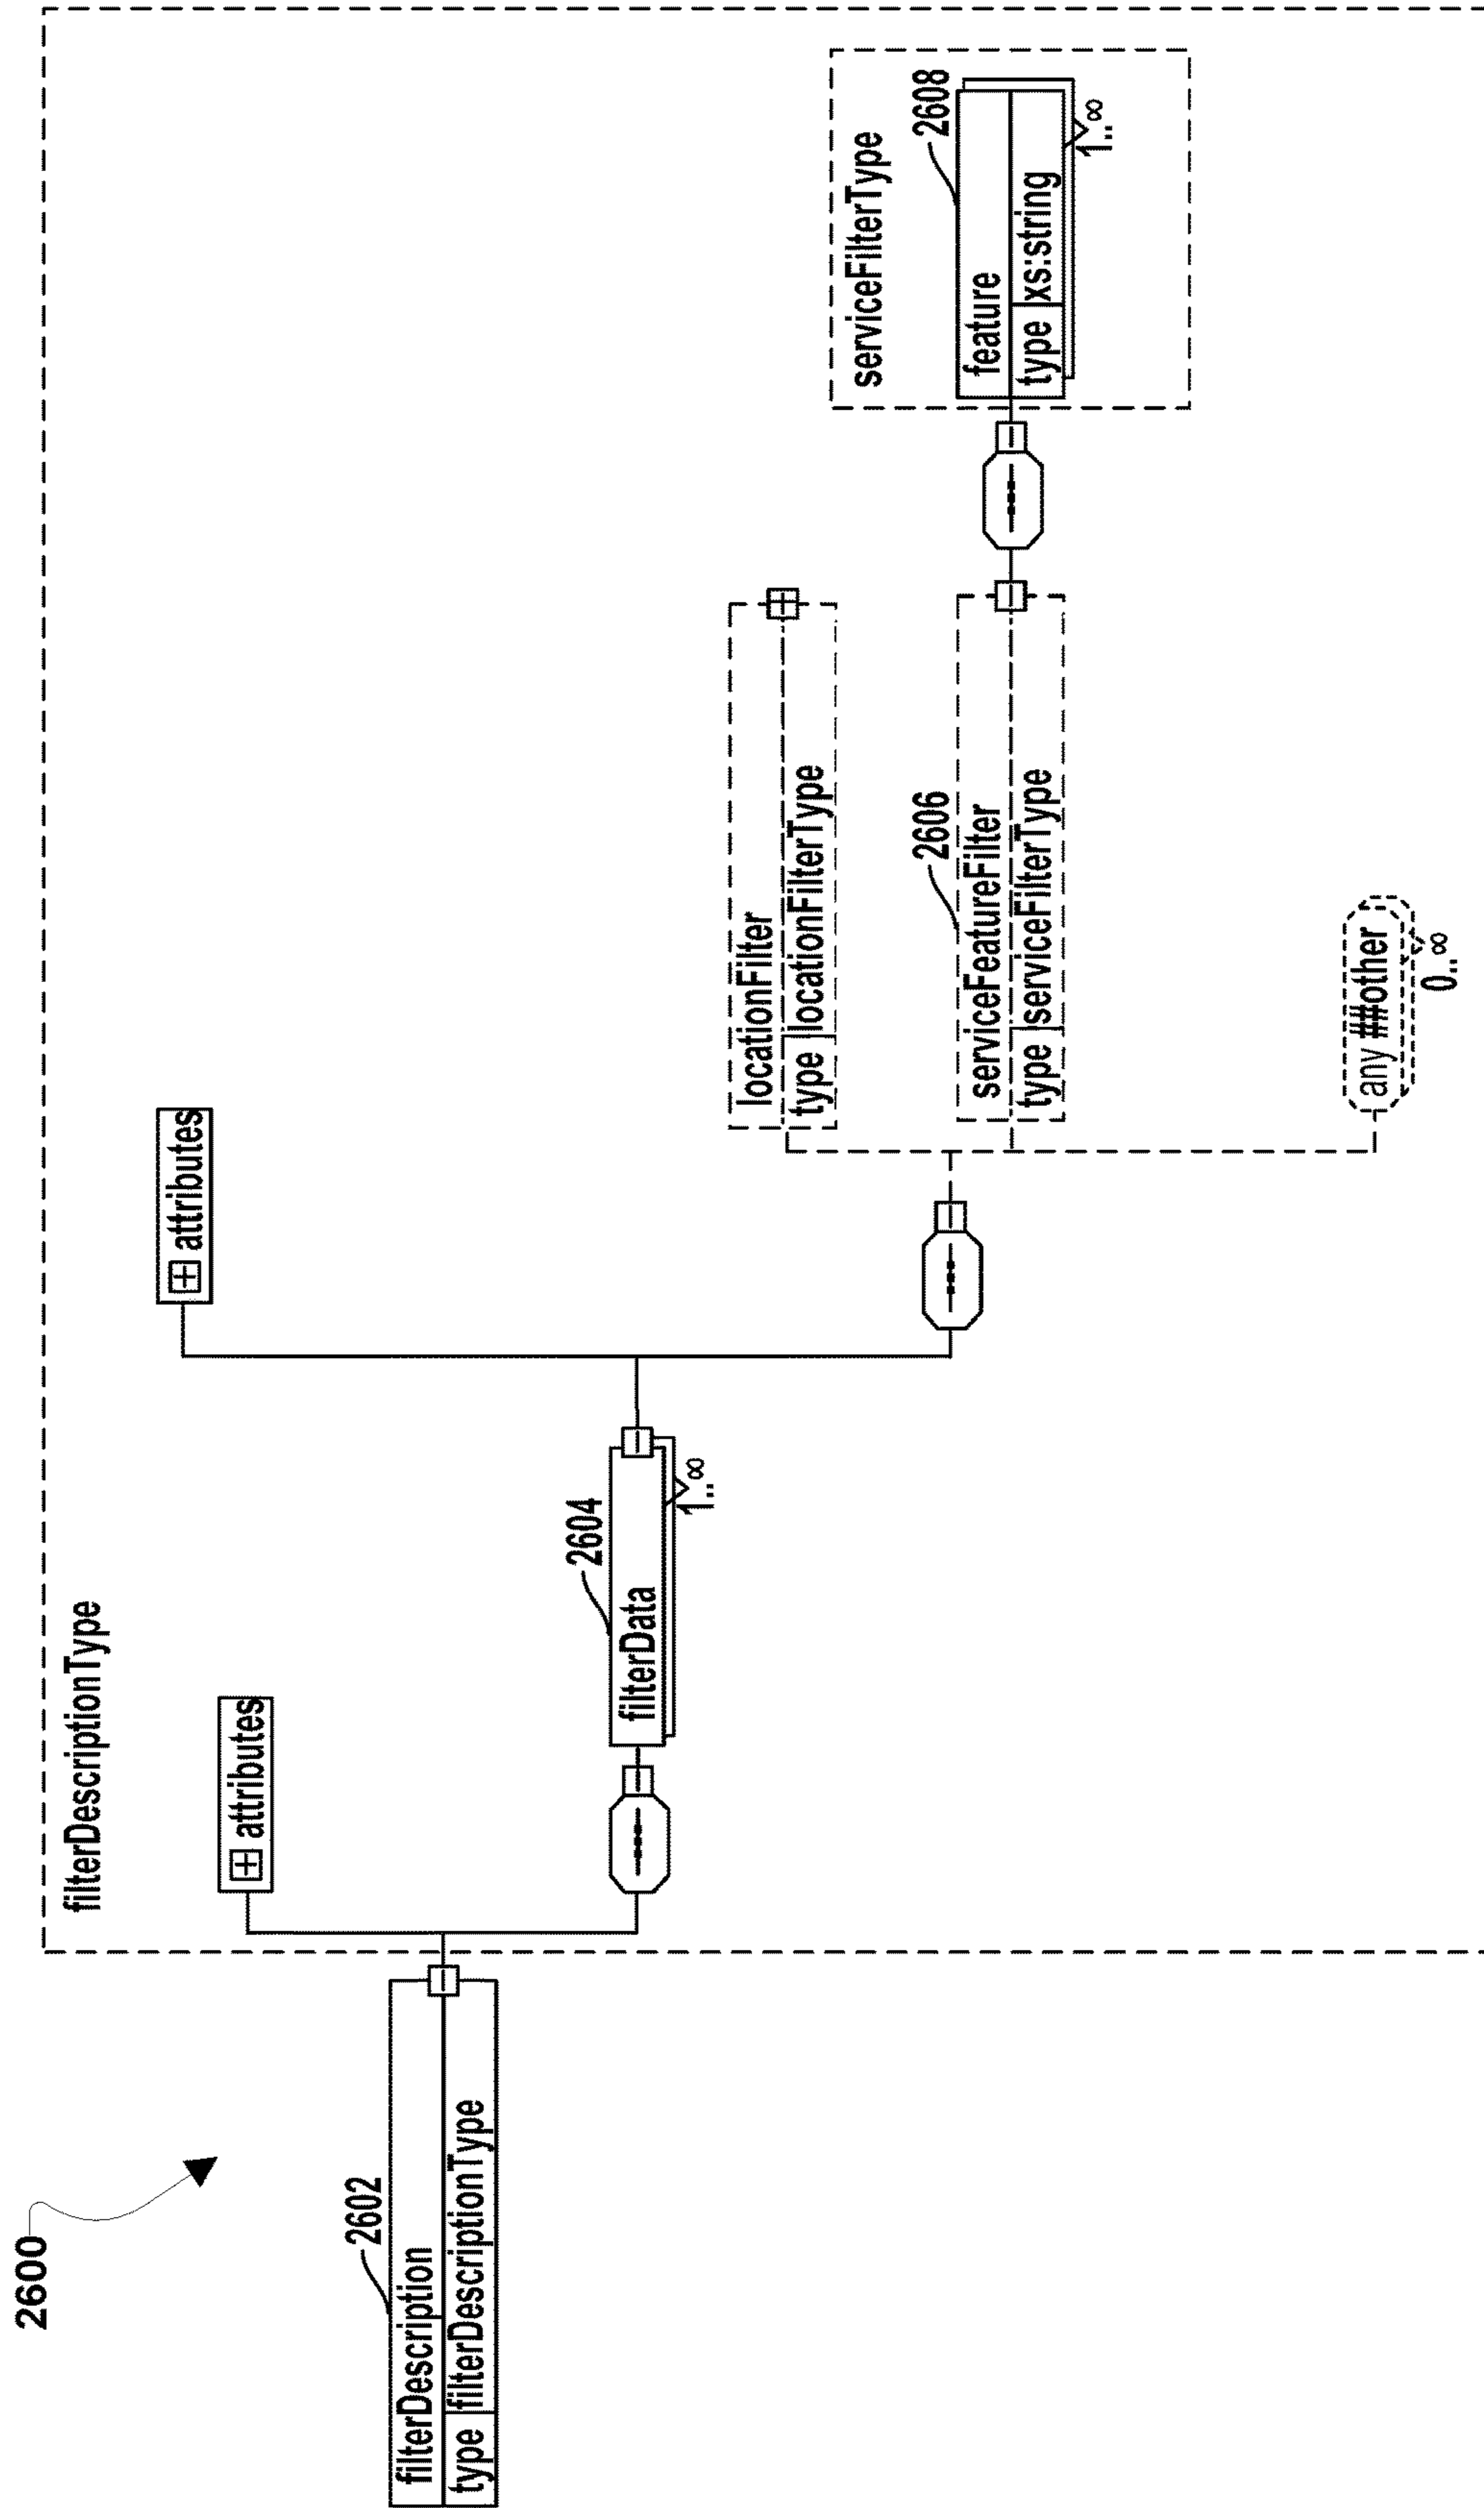 2600
filterDescriptionType
2602
filterDescription
type filterDescriptionType
attributes
2604
filterData
1..∞
attributes
locationFilter
type locationFilterType
2606
serviceFeatureFilter
type serviceFilterType
any ##other
0..∞
serviceFilterType
2608
feature
type xs:string
1..∞